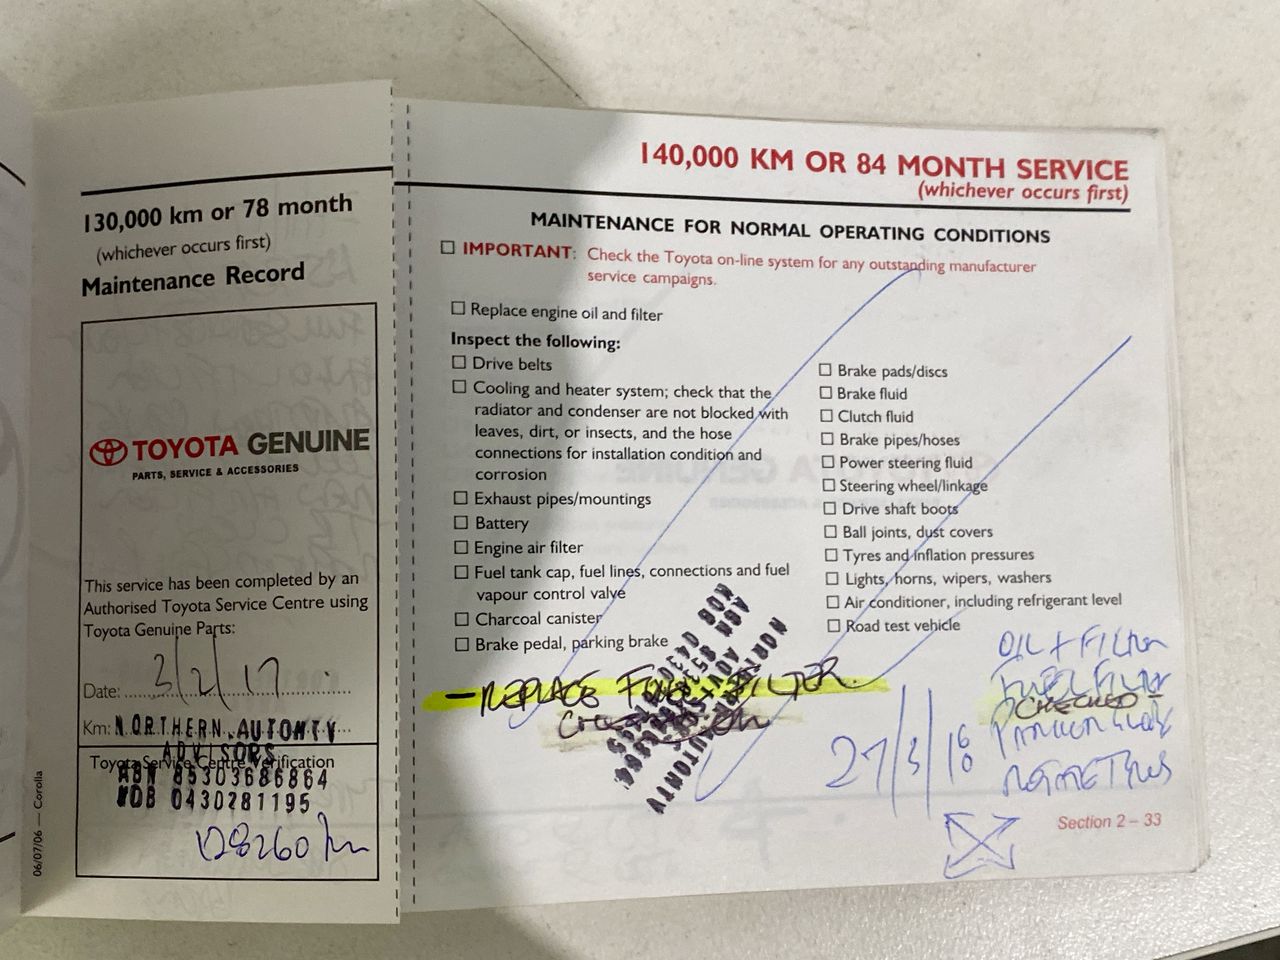 130,000 km or 78 month
(whichever occurs first)
Maintenance Record
TOYOTA GENUINE
PARTS, SERVICE & ACCESSORIES
This service has been completed by an
Authorised Toyota Service Centre using
Toyota Genuine Parts:
Date: 3/2/17
Km: NORTHERN AUTOMTV
ADVISORS
Toyota Service Centre Verification
ABN 85303686864
MOB 0430281195
128260 km
06/07/06 — Corolla
140,000 KM OR 84 MONTH SERVICE
(whichever occurs first)
MAINTENANCE FOR NORMAL OPERATING CONDITIONS
IMPORTANT: Check the Toyota on-line system for any outstanding manufacturer
service campaigns.
Replace engine oil and filter
Inspect the following:
Drive belts
Cooling and heater system; check that the
radiator and condenser are not blocked with
leaves, dirt, or insects, and the hose
connections for installation condition and
corrosion
Exhaust pipes/mountings
Battery
Engine air filter
Fuel tank cap, fuel lines, connections and fuel
vapour control valve
Charcoal canister
Brake pedal, parking brake
Brake pads/discs
Brake fluid
Clutch fluid
Brake pipes/hoses
Power steering fluid
Steering wheel/linkage
Drive shaft boots
Ball joints, dust covers
Tyres and inflation pressures
Lights, horns, wipers, washers
Air conditioner, including refrigerant level
Road test vehicle
- REPLACE FUEL FILTER
OIL + FILTER
FUEL FILTER
CHECKED -
ROTATE TYRES
27/3/18
Section 2 – 33